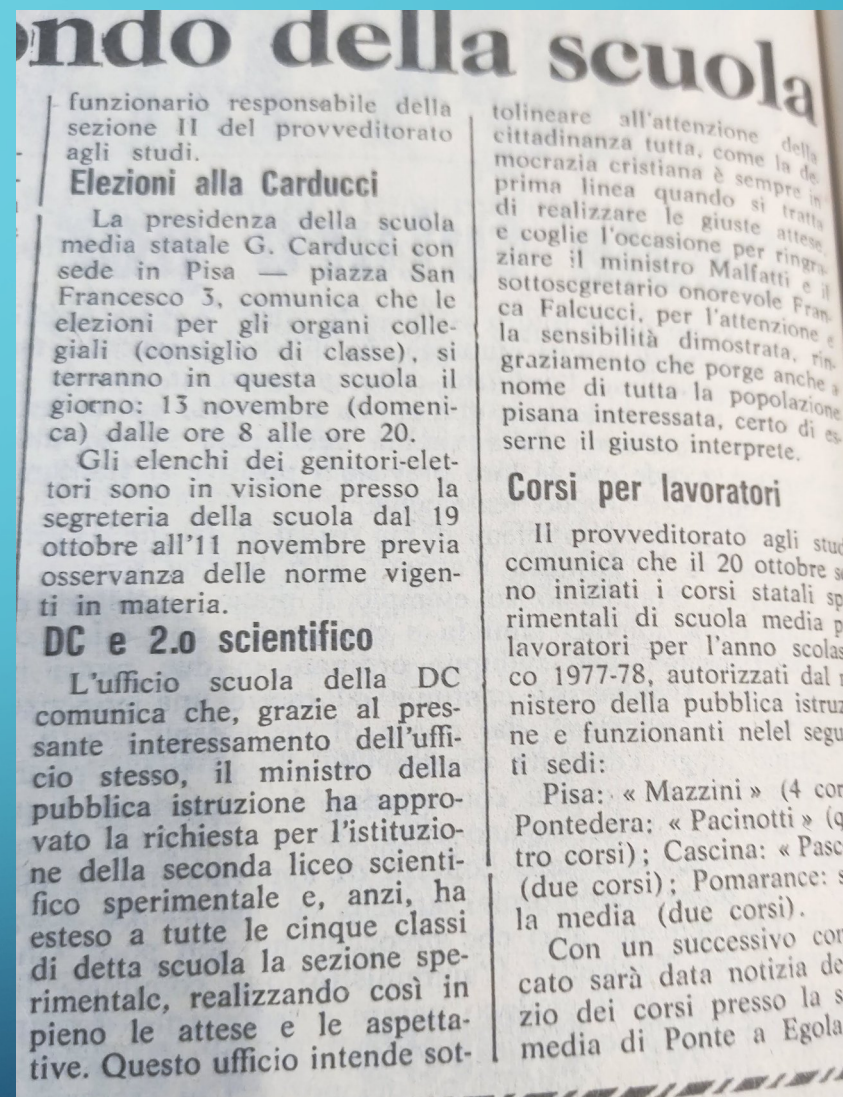 ndo della scuola
funzionario responsabile della
sezione II del provveditorato
agli studi.
Elezioni alla Carducci
La presidenza della scuola
media statale G. Carducci con
sede in Pisa — piazza San
Francesco 3, comunica che le
elezioni per gli organi colle-
giali (consiglio di classe), si
terranno in questa scuola il
giorno: 13 novembre (domeni-
ca) dalle ore 8 alle ore 20.
Gli elenchi dei genitori-elet-
tori sono in visione presso la
segreteria della scuola dal 19
ottobre all'11 novembre previa
osservanza delle norme vigen-
ti in materia.
DC e 2.o scientifico
L'ufficio scuola della DC
comunica che, grazie al pres-
sante interessamento dell'uffi-
cio stesso, il ministro della
pubblica istruzione ha appro-
vato la richiesta per l'istituzio-
ne della seconda liceo scienti-
fico sperimentale e, anzi, ha
esteso a tutte le cinque classi
di detta scuola la sezione spe-
rimentale, realizzando così in
pieno le attese e le aspetta-
tive. Questo ufficio intende sot-
tolineare all'attenzione della
cittadinanza tutta, come la de-
mocrazia cristiana è sempre in
prima linea quando si tratta
di realizzare le giuste attese,
e coglie l'occasione per ringra-
ziare il ministro Malfatti e il
sottosegretario onorevole Fran-
ca Falcucci, per l'attenzione e
la sensibilità dimostrata, rin-
graziamento che porge anche a
nome di tutta la popolazione
pisana interessata, certo di es-
serne il giusto interprete.
Corsi per lavoratori
Il provveditorato agli stud
comunica che il 20 ottobre s
no iniziati i corsi statali sp
rimentali di scuola media p
lavoratori per l'anno scolas
co 1977-78, autorizzati dal
nistero della pubblica istruz
ne e funzionanti nelel segu
ti sedi:
Pisa: « Mazzini » (4 cor
Pontedera: « Pacinotti » (q
tro corsi); Cascina: « Pasc
(due corsi); Pomarance: s
la media (due corsi).
Con un successivo com
cato sarà data notizia de
zio dei corsi presso la s
media di Ponte a Egola